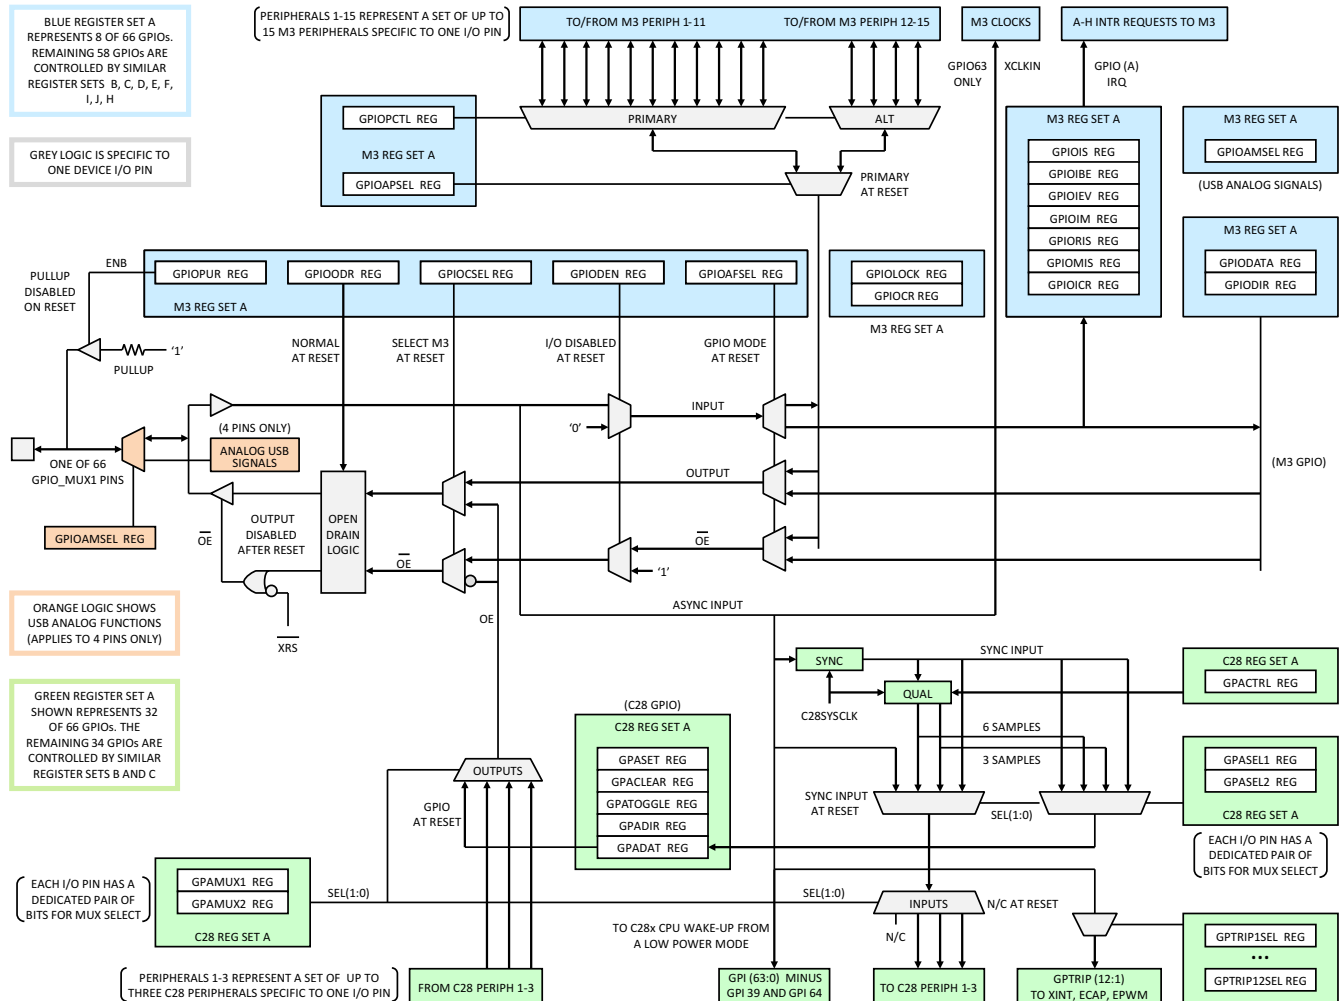 BLUE REGISTER SET A
REPRESENTS 8 OF 66 GPIOs.
REMAINING 58 GPIOs ARE
CONTROLLED BY SIMILAR
REGISTER SETS B, C, D, E, F,
I, J, H
GREY LOGIC IS SPECIFIC TO
ONE DEVICE I/O PIN
PERIPHERALS 1-15 REPRESENT A SET OF UP TO
15 M3 PERIPHERALS SPECIFIC TO ONE I/O PIN
TO/FROM M3 PERIPH 1-11
TO/FROM M3 PERIPH 12-15
M3 CLOCKS
A-H INTR REQUESTS TO M3
GPIO63
ONLY
XCLKIN
GPIO (A)
IRQ
GPIOPCTL REG
M3 REG SET A
GPIOAPSEL REG
PRIMARY
ALT
PRIMARY
AT RESET
M3 REG SET A
GPIOIS REG
GPIOIBE REG
GPIOIEV REG
GPIOIM REG
GPIORIS REG
GPIOMIS REG
GPIOICR REG
M3 REG SET A
GPIOAMSEL REG
(USB ANALOG SIGNALS)
M3 REG SET A
GPIODATA REG
GPIODIR REG
PULLUP
DISABLED
ON RESET
ENB
GPIOPUR REG
GPIOODR REG
GPIOCSEL REG
GPIODEN REG
GPIOAFSEL REG
M3 REG SET A
GPIOLOCK REG
GPIOCR REG
M3 REG SET A
NORMAL
AT RESET
SELECT M3
AT RESET
I/O DISABLED
AT RESET
GPIO MODE
AT RESET
'1'
PULLUP
INPUT
'0'
(4 PINS ONLY)
ANALOG USB
SIGNALS
ONE OF 66
GPIO_MUX1 PINS
(M3 GPIO)
OUTPUT
GPIOAMSEL REG
OE
OUTPUT
DISABLED
AFTER RESET
OPEN
DRAIN
LOGIC
OE
OE
'1'
ORANGE LOGIC SHOWS
USB ANALOG FUNCTIONS
(APPLIES TO 4 PINS ONLY)
XRS
OE
ASYNC INPUT
GREEN REGISTER SET A
SHOWN REPRESENTS 32
OF 66 GPIOs. THE
REMAINING 34 GPIOs ARE
CONTROLLED BY SIMILAR
REGISTER SETS B AND C
SYNC
SYNC INPUT
QUAL
C28SYSCLK
C28 REG SET A
GPACTRL REG
6 SAMPLES
3 SAMPLES
(C28 GPIO)
C28 REG SET A
GPASET REG
GPACLEAR REG
GPATOGGLE REG
GPADIR REG
GPADAT REG
OUTPUTS
GPIO
AT RESET
SYNC INPUT
AT RESET
SEL(1:0)
GPASEL1 REG
GPASEL2 REG
C28 REG SET A
EACH I/O PIN HAS A
DEDICATED PAIR OF
BITS FOR MUX SELECT
EACH I/O PIN HAS A
DEDICATED PAIR OF
BITS FOR MUX SELECT
GPAMUX1 REG
GPAMUX2 REG
C28 REG SET A
SEL(1:0)
SEL(1:0)
INPUTS
N/C AT RESET
N/C
TO C28x CPU WAKE-UP FROM
A LOW POWER MODE
GPTRIP1SEL REG
...
GPTRIP12SEL REG
PERIPHERALS 1-3 REPRESENT A SET OF UP TO
THREE C28 PERIPHERALS SPECIFIC TO ONE I/O PIN
FROM C28 PERIPH 1-3
GPI (63:0) MINUS
GPI 39 AND GPI 64
TO C28 PERIPH 1-3
GPTRIP (12:1)
TO XINT, ECAP, EPWM